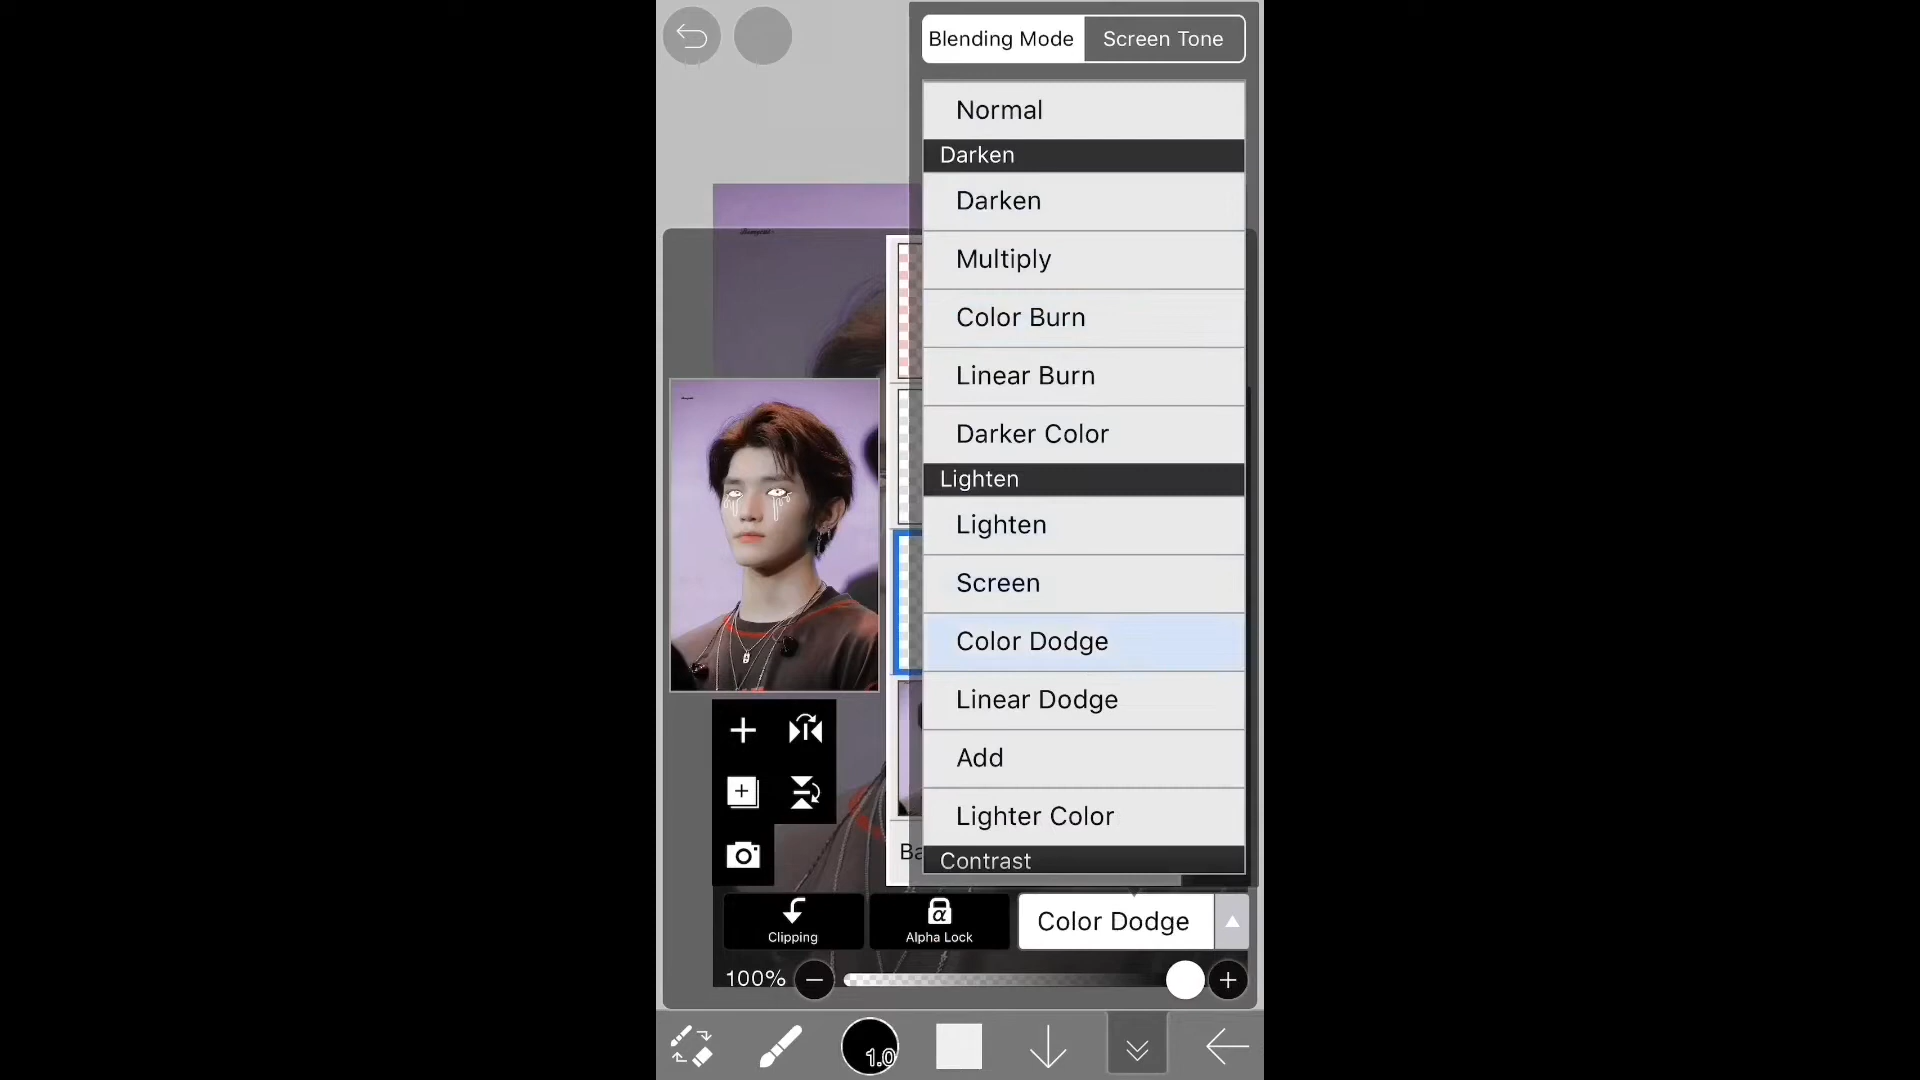 Blending Mode
Screen Tone
Normal
Darken
Darken
Multiply
Color Burn
Linear Burn
Darker Color
Lighten
Lighten
Screen
Color Dodge
Linear Dodge
Add
Lighter Color
Contrast
Ba
Clipping
α
Alpha Lock
Color Dodge
100%
1.0